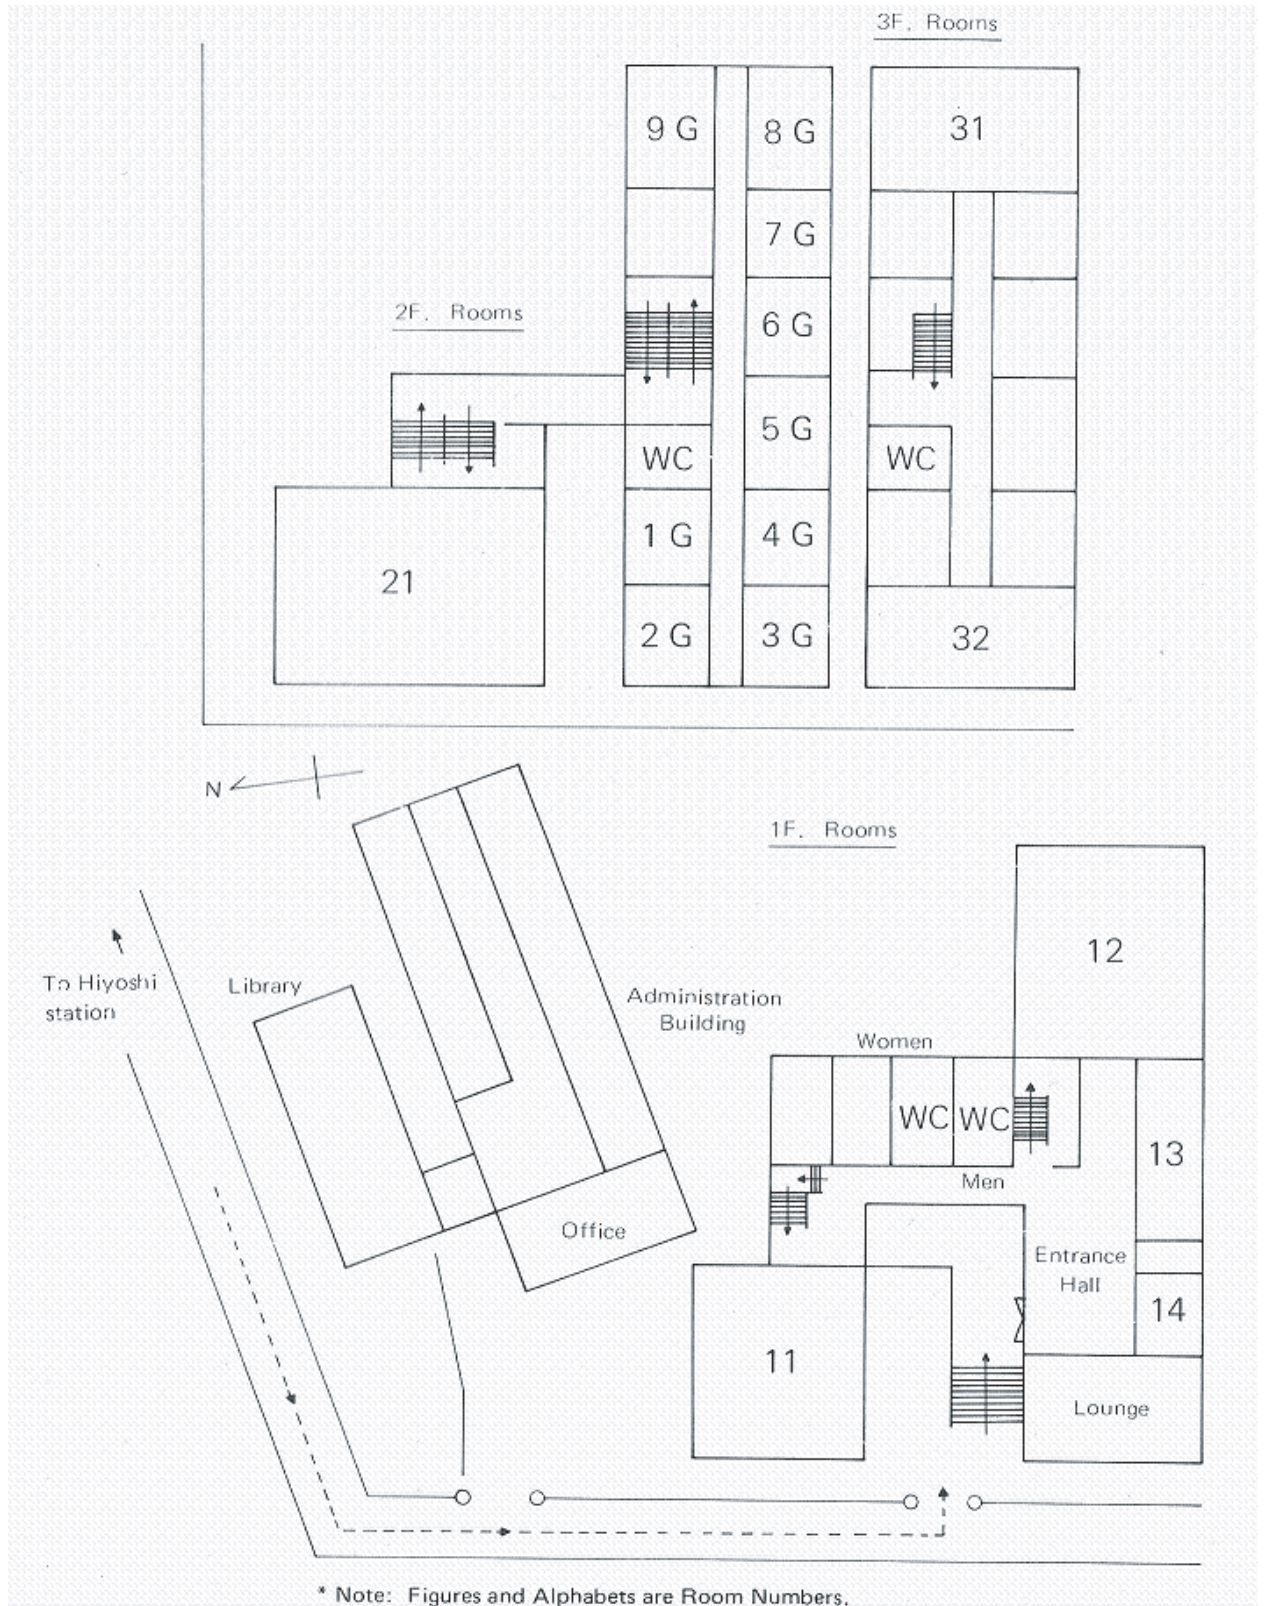 3F. Rooms
9 G
8 G
31
7 G
2F. Rooms
6 G
5 G
WC
WC
1 G
4 G
21
2 G
3 G
32
N
1F. Rooms
12
To Hiyoshi
station
Library
Administration
Building
Women
WC
WC
13
Men
Office
Entrance
Hall
14
11
Lounge
* Note: Figures and Alphabets are Room Numbers.